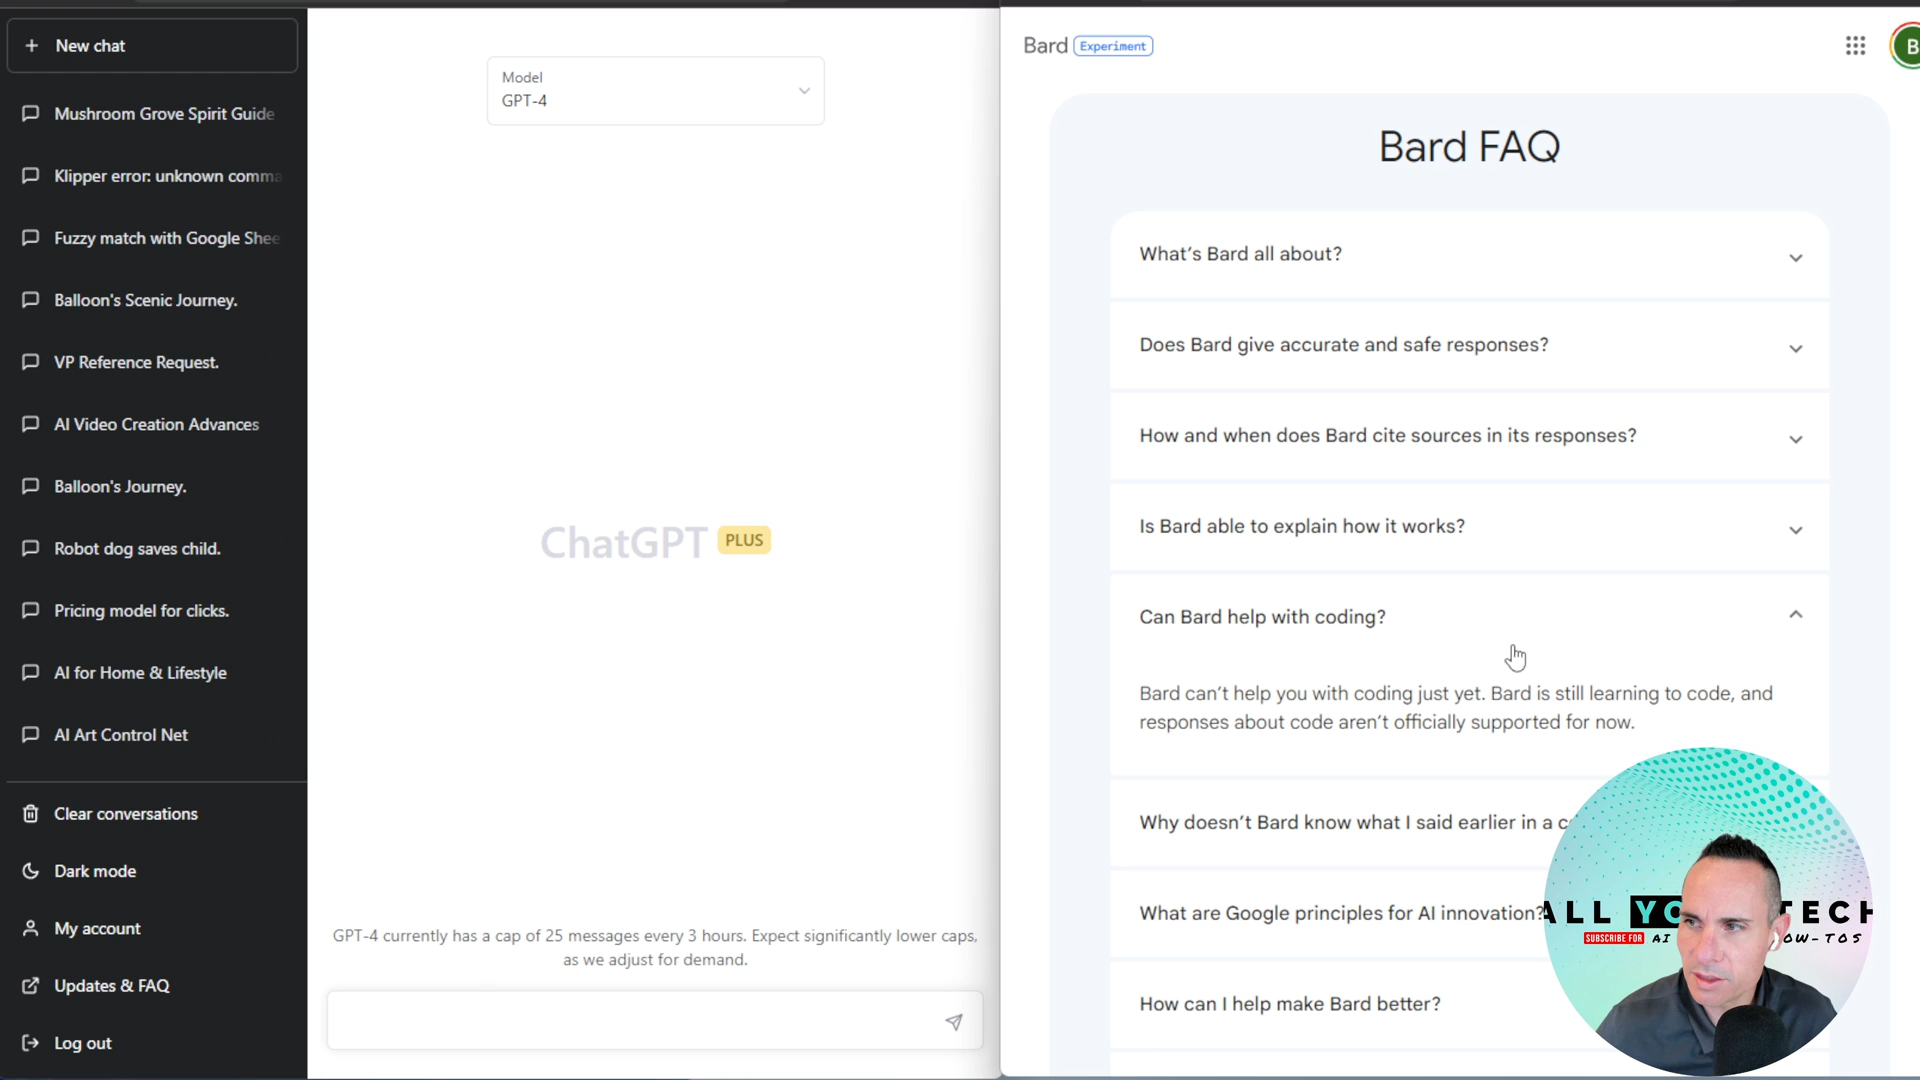 New chat
Mushroom Grove Spirit Guide
Klipper error: unknown comma
Fuzzy match with Google Shee
Balloon's Scenic Journey.
VP Reference Request.
AI Video Creation Advances
Balloon's Journey.
Robot dog saves child.
Pricing model for clicks.
AI for Home & Lifestyle
AI Art Control Net
Clear conversations
Dark mode
My account
Updates & FAQ
Log out
Model
GPT-4
ChatGPT PLUS
GPT-4 currently has a cap of 25 messages every 3 hours. Expect significantly lower caps,
as we adjust for demand.
Bard Experiment
B
Bard FAQ
What's Bard all about?
Does Bard give accurate and safe responses?
How and when does Bard cite sources in its responses?
Is Bard able to explain how it works?
Can Bard help with coding?
Bard can't help you with coding just yet. Bard is still learning to code, and
responses about code aren't officially supported for now.
Why doesn't Bard know what I said earlier in a c
What are Google principles for AI innovation?
How can I help make Bard better?
ALL YO TECH
SUBSCRIBE FOR AI OW-TOS